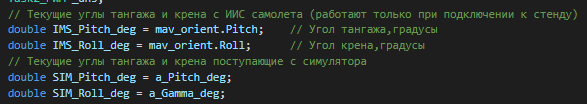 // Текущие углы тангажа и крена с ИИС самолета (работают только при подключении к стенду)
double IMS_Pitch_deg = mav_orient.Pitch;    // Угол тангажа,градусы
double IMS_Roll_deg = mav_orient.Roll;      // Угол крена,градусы
// Текущие углы тангажа и крена поступающие с симулятора
double SIM_Pitch_deg = a_Pitch_deg;
double SIM_Roll_deg = a_Gamma_deg;